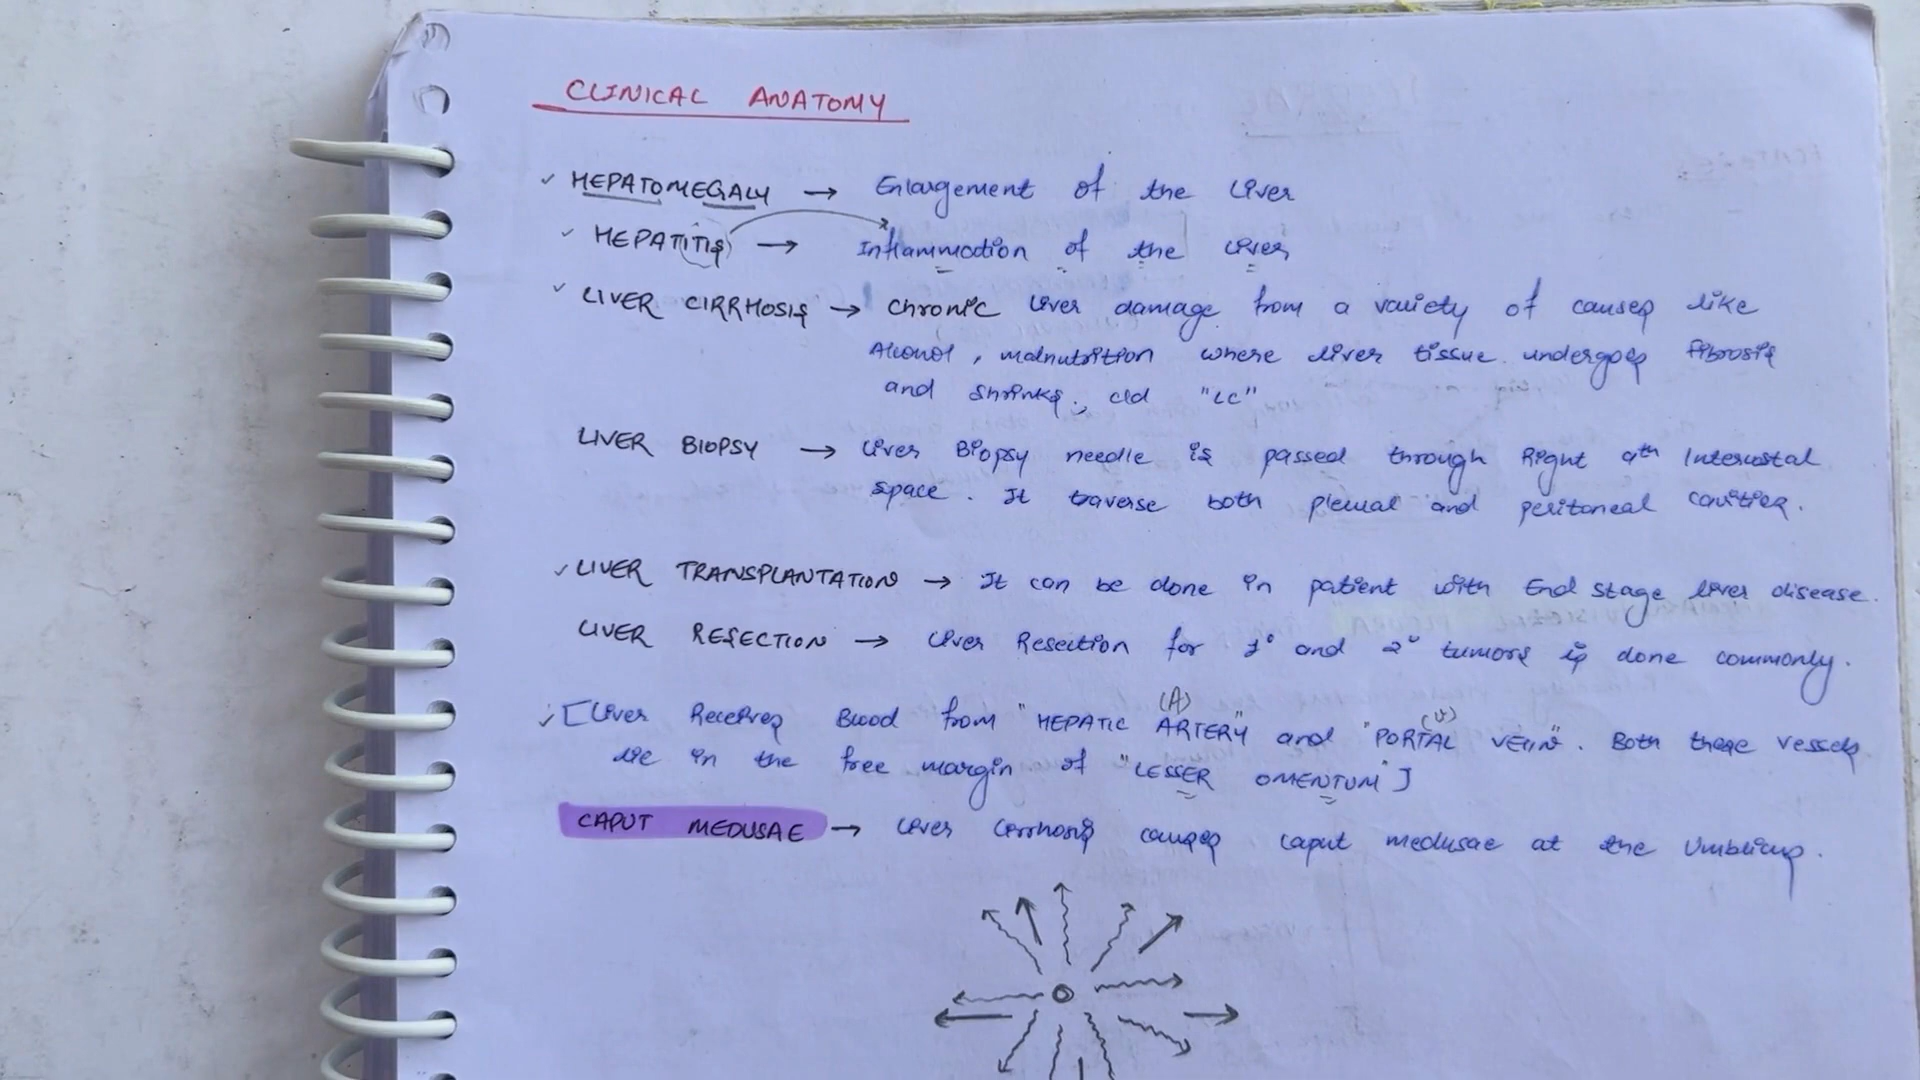 CLINICAL ANATOMY
✓ HEPATOMEGALY → Enlargement of the Liver
✓ HEPATITIS → Inflammation of the Liver
✓ LIVER CIRRHOSIS → Chronic liver damage from a variety of causes like
Alcohol, malnutrition where liver tissue undergoes fibrosis
and shrinks, cld "LC"
LIVER BIOPSY → Liver Biopsy needle is passed through Right 9th Intercostal
space. It traverse both pleural and peritoneal cavities.
✓ LIVER TRANSPLANTATION → It can be done in patient with End stage liver disease.
LIVER RESECTION → Liver Resection for 1° and 2° tumors is done commonly.
(A) (V)
✓ [Liver Receives Blood from "HEPATIC ARTERY" and "PORTAL VEIN". Both these vessels
lie in the free margin of "LESSER OMENTUM"]
CAPUT MEDUSAE → Liver Cirrhosis causes caput medusae at the Umbilicus.